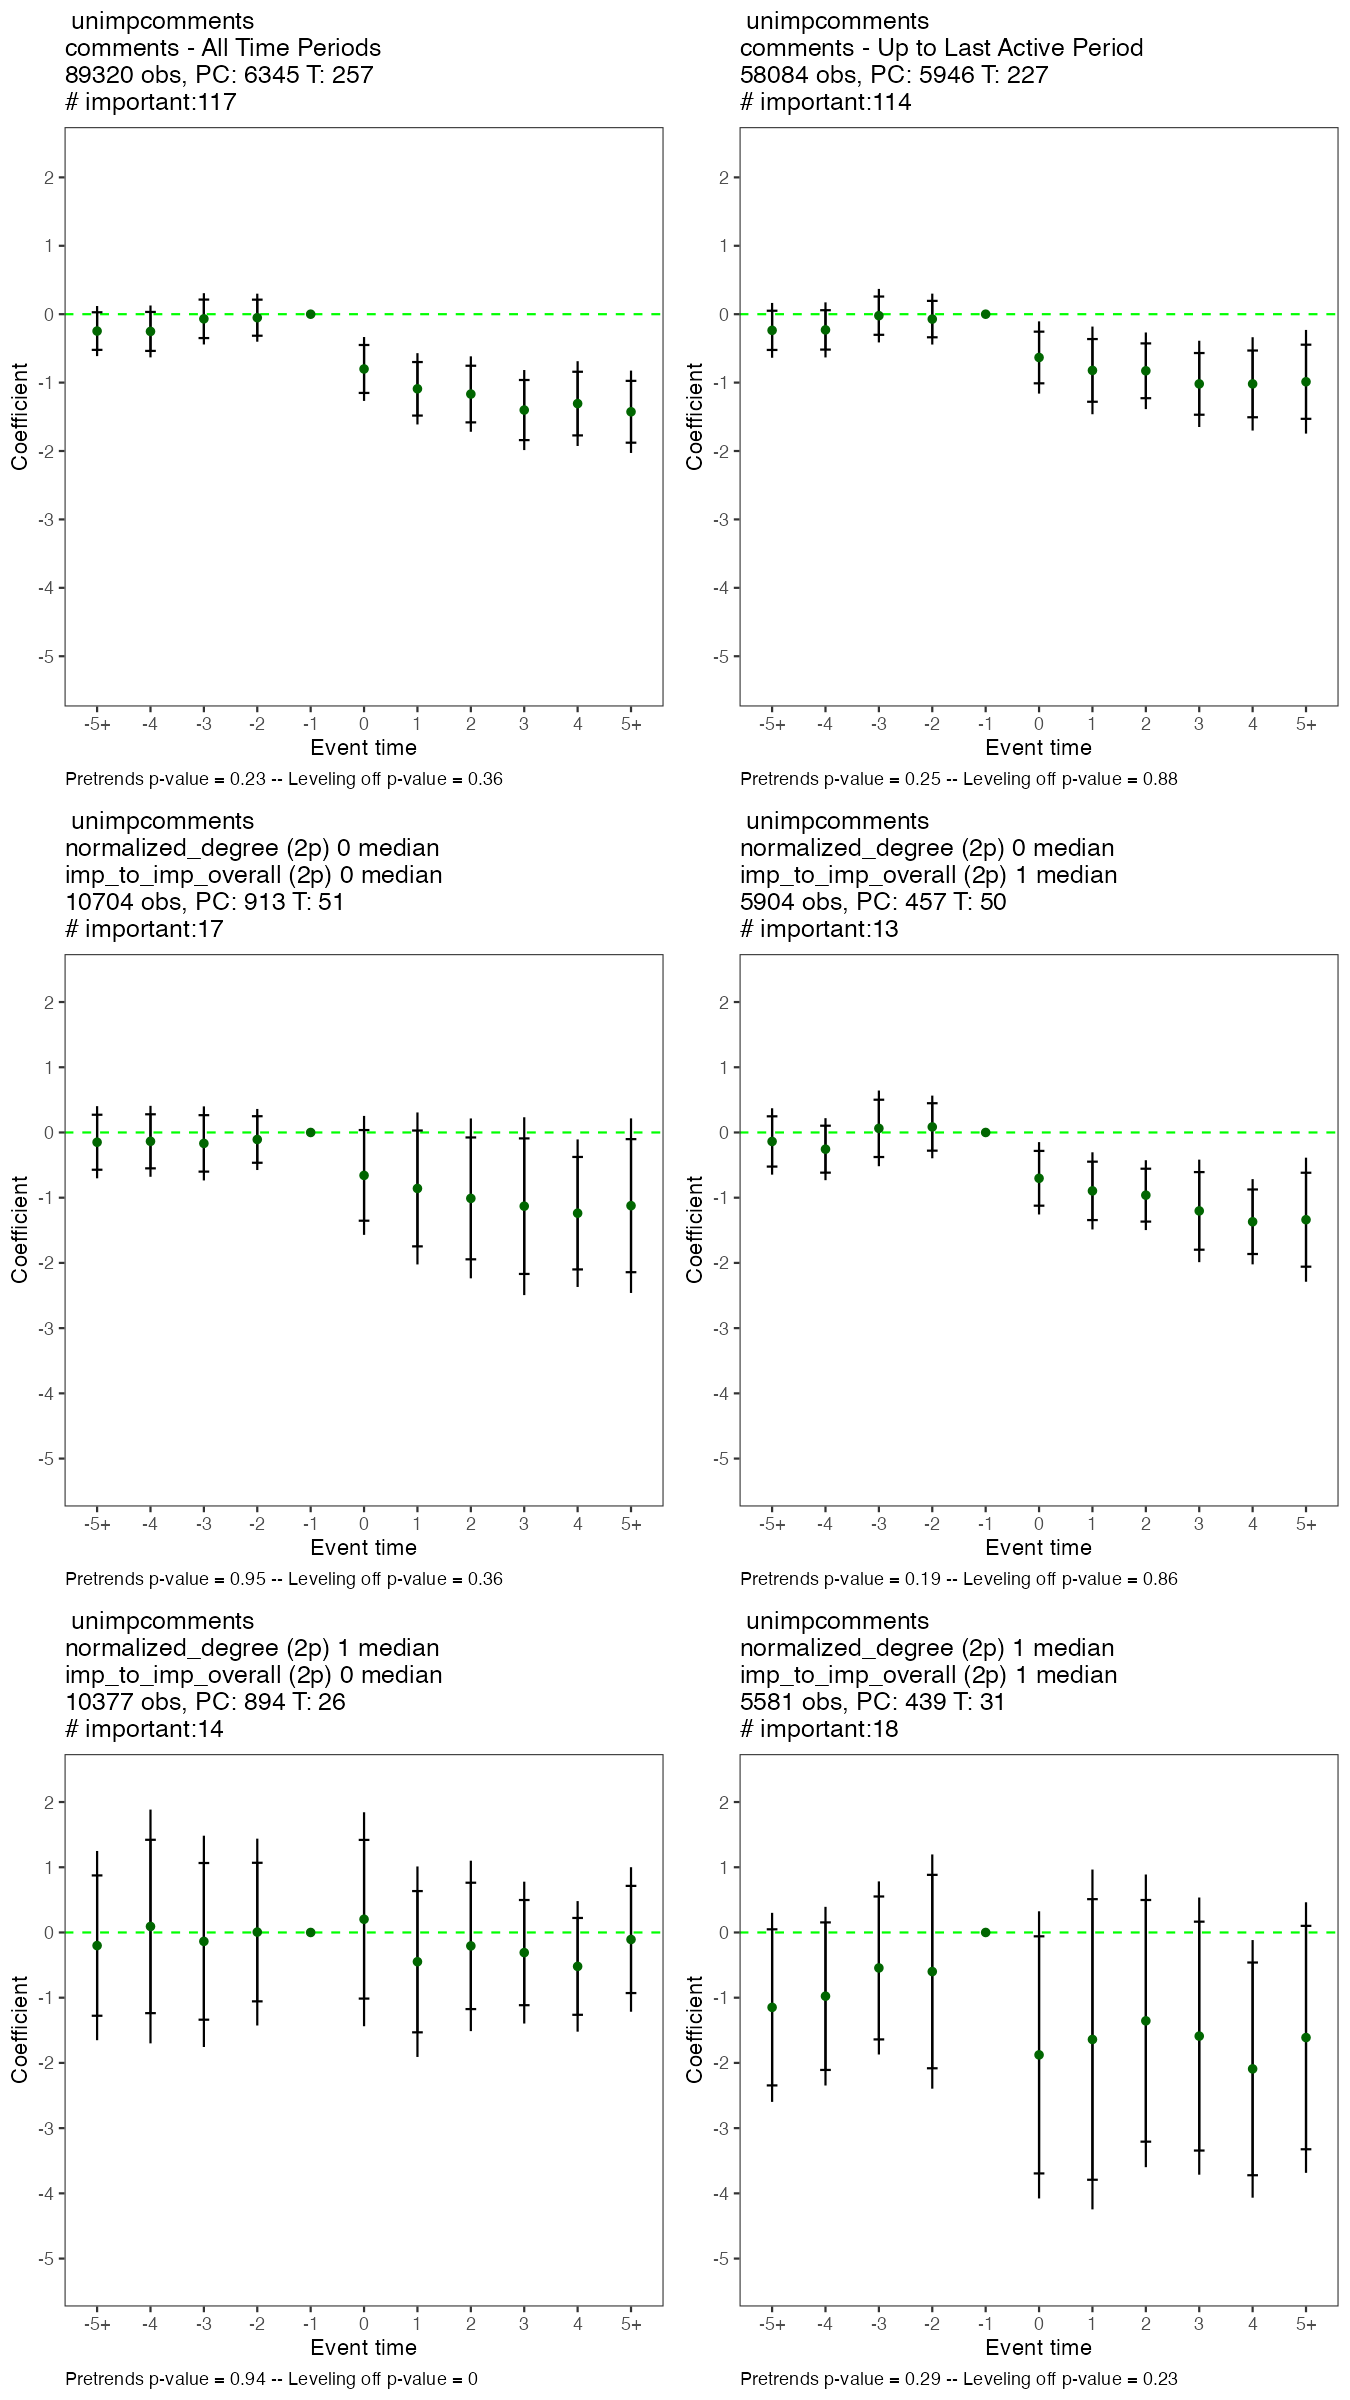 unimpcomments
comments - All Time Periods
89320 obs, PC: 6345 T: 257
# important:117
2
1
0
-1
-2
-3
-4
-5
Coefficient
-5+ -4 -3 -2 -1 0 1 2 3 4 5+
Event time
Pretrends p-value = 0.23 -- Leveling off p-value = 0.36
unimpcomments
comments - Up to Last Active Period
58084 obs, PC: 5946 T: 227
# important:114
2
1
0
-1
-2
-3
-4
-5
Coefficient
-5+ -4 -3 -2 -1 0 1 2 3 4 5+
Event time
Pretrends p-value = 0.25 -- Leveling off p-value = 0.88
unimpcomments
normalized_degree (2p) 0 median
imp_to_imp_overall (2p) 0 median
10704 obs, PC: 913 T: 51
# important:17
2
1
0
-1
-2
-3
-4
-5
Coefficient
-5+ -4 -3 -2 -1 0 1 2 3 4 5+
Event time
Pretrends p-value = 0.95 -- Leveling off p-value = 0.36
unimpcomments
normalized_degree (2p) 0 median
imp_to_imp_overall (2p) 1 median
5904 obs, PC: 457 T: 50
# important:13
2
1
0
-1
-2
-3
-4
-5
Coefficient
-5+ -4 -3 -2 -1 0 1 2 3 4 5+
Event time
Pretrends p-value = 0.19 -- Leveling off p-value = 0.86
unimpcomments
normalized_degree (2p) 1 median
imp_to_imp_overall (2p) 0 median
10377 obs, PC: 894 T: 26
# important:14
2
1
0
-1
-2
-3
-4
-5
Coefficient
-5+ -4 -3 -2 -1 0 1 2 3 4 5+
Event time
Pretrends p-value = 0.94 -- Leveling off p-value = 0
unimpcomments
normalized_degree (2p) 1 median
imp_to_imp_overall (2p) 1 median
5581 obs, PC: 439 T: 31
# important:18
2
1
0
-1
-2
-3
-4
-5
Coefficient
-5+ -4 -3 -2 -1 0 1 2 3 4 5+
Event time
Pretrends p-value = 0.29 -- Leveling off p-value = 0.23